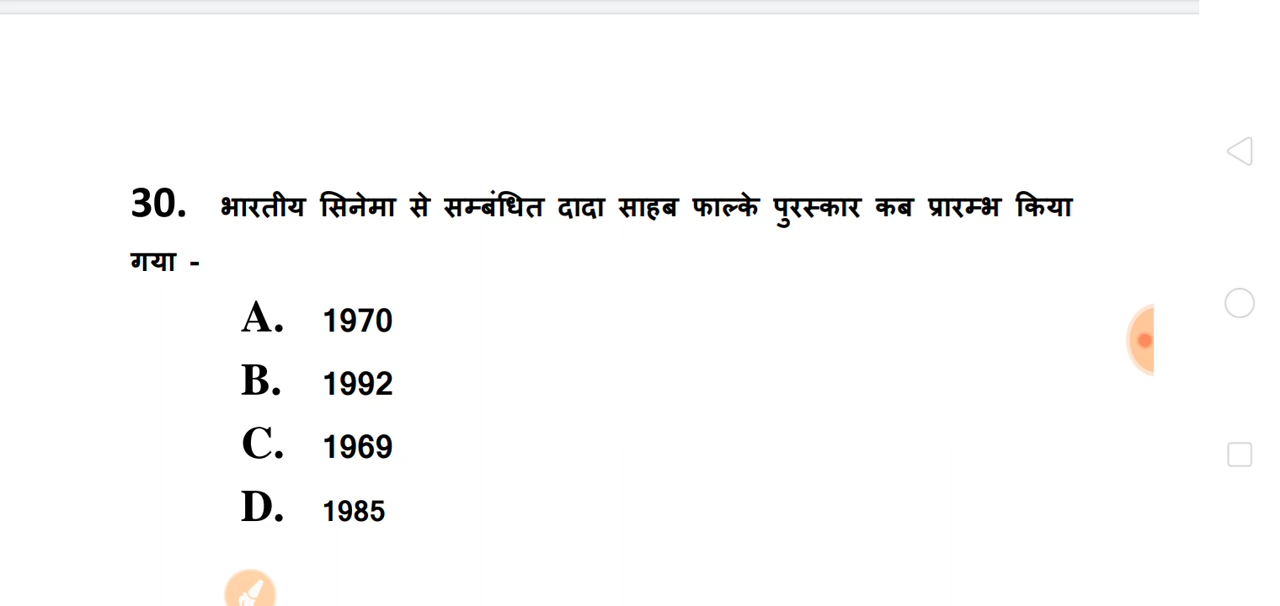 30. भारतीय सिनेमा से सम्बंधित दादा साहब फाल्के पुरस्कार कब प्रारम्भ किया
गया -
A. 1970
B. 1992
C. 1969
D. 1985